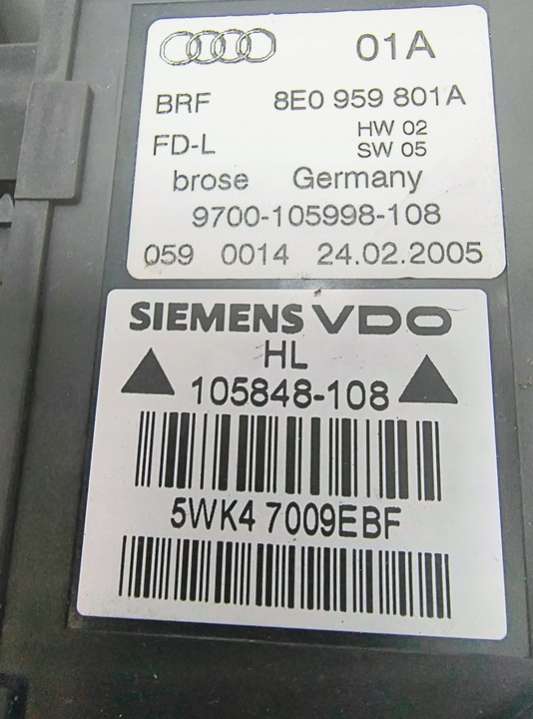 01A
BRF 8E0 959 801A
FD-L HW 02
SW 05
brose Germany
9700-105998-108
059 0014 24.02.2005
SIEMENS VDO
HL
105848-108
5WK4 7009EBF